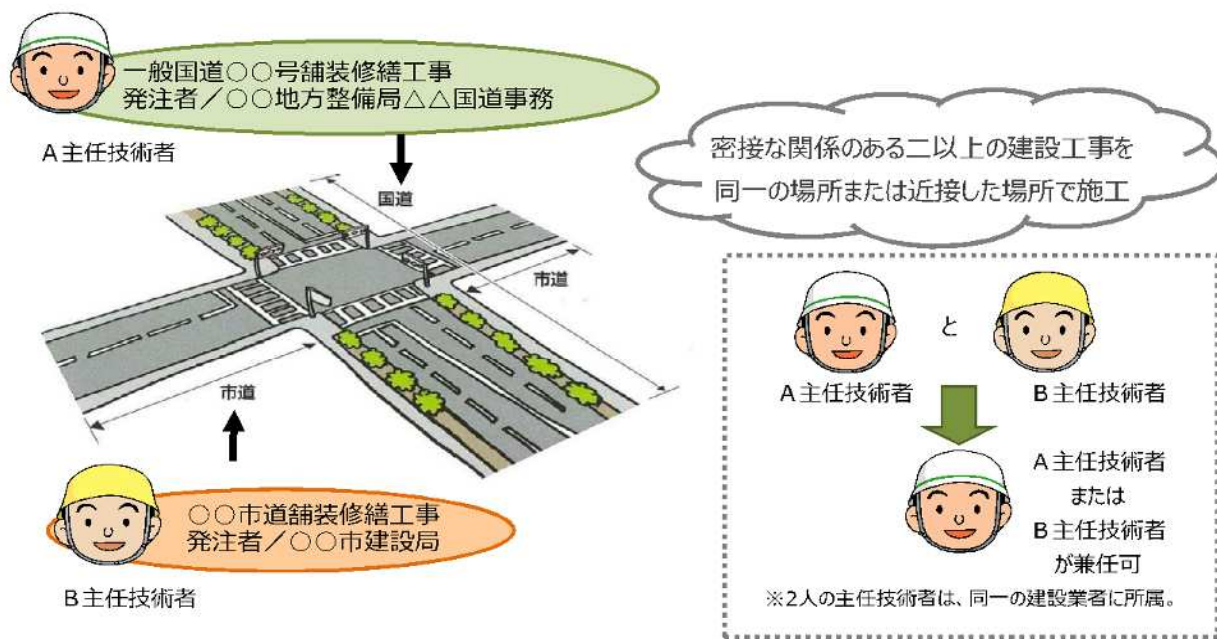 一般国道○○号舗装修繕工事
発注者/○○地方整備局△△国道事務
A主任技術者
国道
市道
市道
○○市道舗装修繕工事
発注者/○○市建設局
B主任技術者
密接な関係のある二以上の建設工事を
同一の場所または近接した場所で施工
と
A主任技術者
B主任技術者
A主任技術者
または
B主任技術者
が兼任可
※2人の主任技術者は、同一の建設業者に所属。